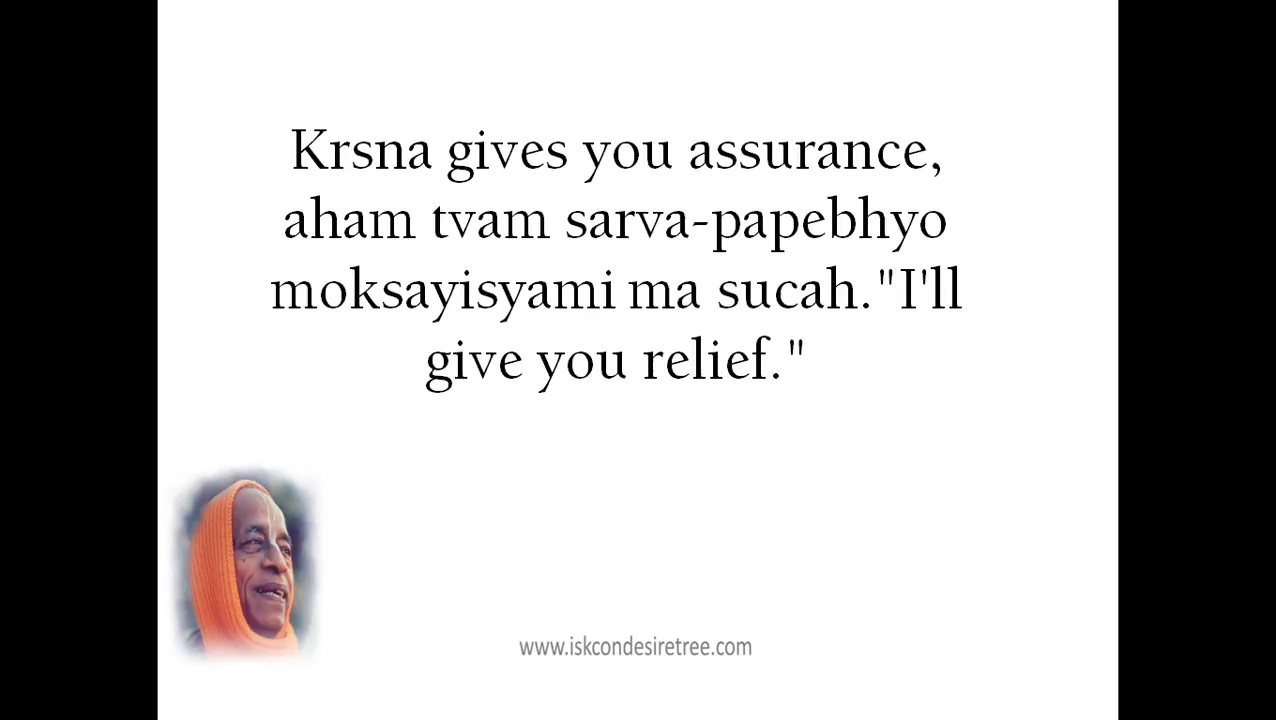 Krsna gives you assurance,
aham tvam sarva-papebhyo
moksayisyami ma sucah."I'll
give you relief."
www.iskcondesiretree.com